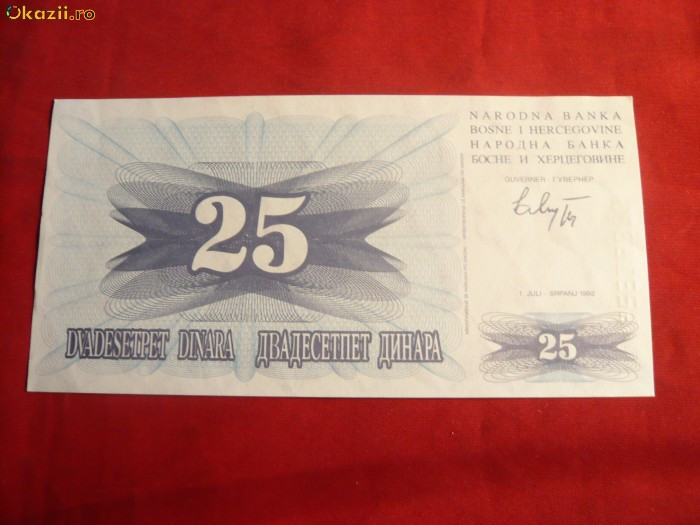 Okazii.ro
NARODNA BANKA
BOSNE I HERCEGOVINE
НАРОДНА БАНКА
БОСНЕ И ХЕРЦЕГОВИНЕ
GUVERNER - ГУВЕРНЕР
1. JULI - SRPANJ 1992
25
DVADESETPET DINARA ДВАДЕСЕТПЕТ ДИНАРА
25